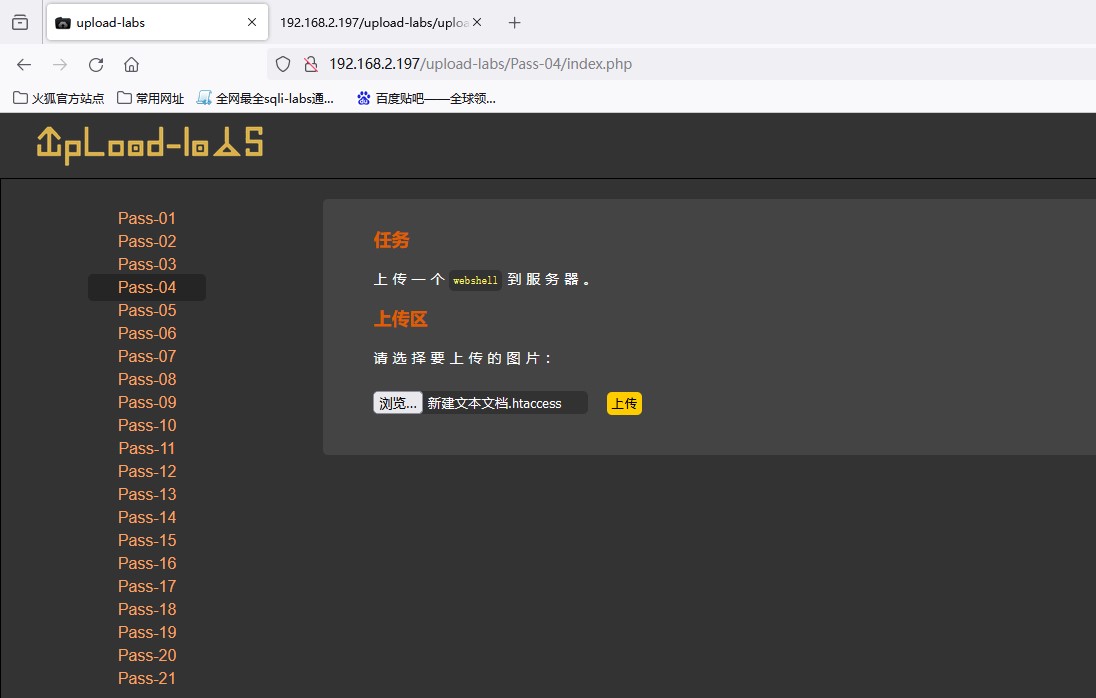 upload-labs
192.168.2.197/upload-labs/uploa
192.168.2.197/upload-labs/Pass-04/index.php
火狐官方站点 常用网址 全网最全sqli-labs通... 百度贴吧——全球领...
UpLoad-labS
Pass-01
Pass-02
Pass-03
Pass-04
Pass-05
Pass-06
Pass-07
Pass-08
Pass-09
Pass-10
Pass-11
Pass-12
Pass-13
Pass-14
Pass-15
Pass-16
Pass-17
Pass-18
Pass-19
Pass-20
Pass-21
任务
上传一个 webshell 到服务器。
上传区
请选择要上传的图片：
浏览... 新建文本文档.htaccess 上传